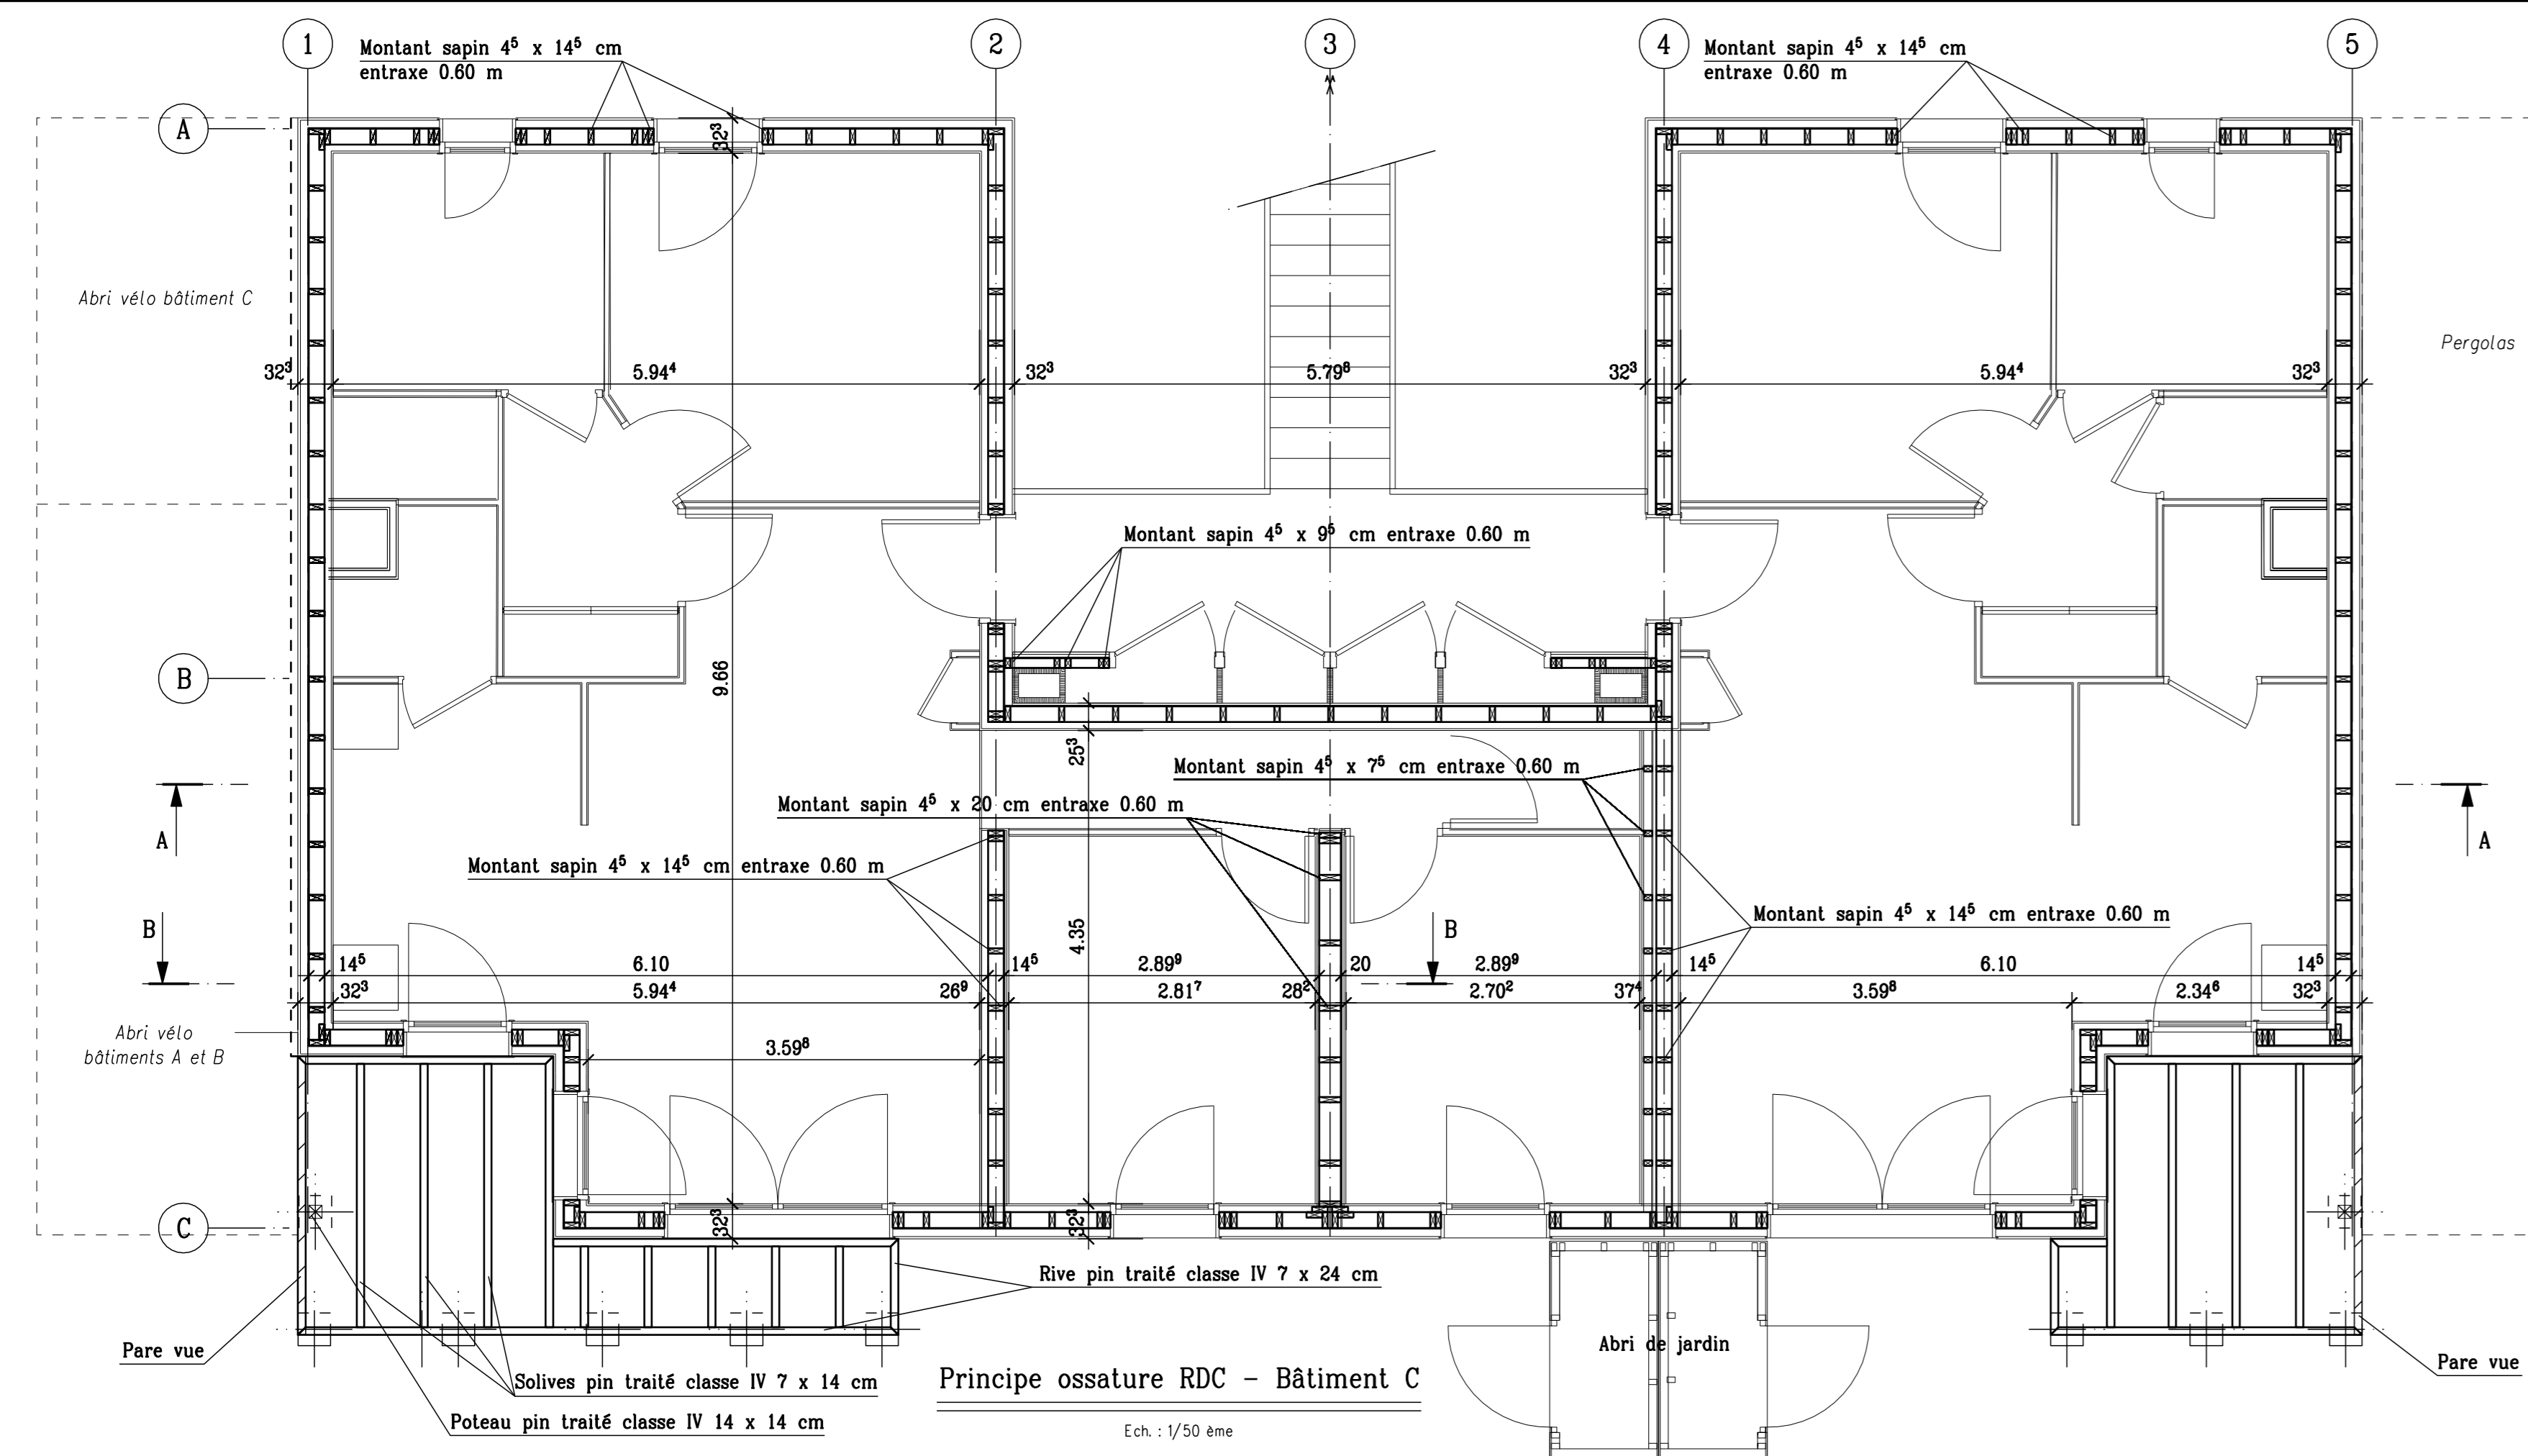 1
2
3
4
5
Montant sapin 4⁵ x 14⁵ cm
entraxe 0.60 m
Montant sapin 4⁵ x 14⁵ cm
entraxe 0.60 m
A
32³
Abri vélo bâtiment C
Pergolas
32³
5.94⁴
32³
5.79⁸
32³
5.94⁴
32³
Montant sapin 4⁵ x 9⁵ cm entraxe 0.60 m
B
9.66
25³
Montant sapin 4⁵ x 7⁵ cm entraxe 0.60 m
Montant sapin 4⁵ x 20 cm entraxe 0.60 m
A
A
Montant sapin 4⁵ x 14⁵ cm entraxe 0.60 m
Montant sapin 4⁵ x 14⁵ cm entraxe 0.60 m
B
B
4.35
14⁵
6.10
14⁵
2.89⁹
20
2.89⁹
14⁵
6.10
14⁵
32³
5.94⁴
26⁹
2.81⁷
28²
2.70²
37⁴
3.59⁸
2.34⁶
32³
Abri vélo
bâtiments A et B
3.59⁸
C
32³
32³
Rive pin traité classe IV 7 x 24 cm
Pare vue
Abri de jardin
Pare vue
Solives pin traité classe IV 7 x 14 cm
Principe ossature RDC - Bâtiment C
Poteau pin traité classe IV 14 x 14 cm
Ech. : 1/50 ème